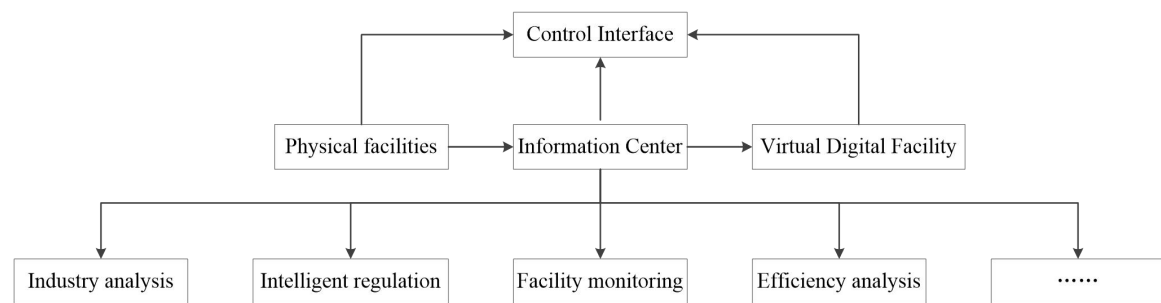 Control Interface
Physical facilities
Information Center
Virtual Digital Facility
Industry analysis
Intelligent regulation
Facility monitoring
Efficiency analysis
……